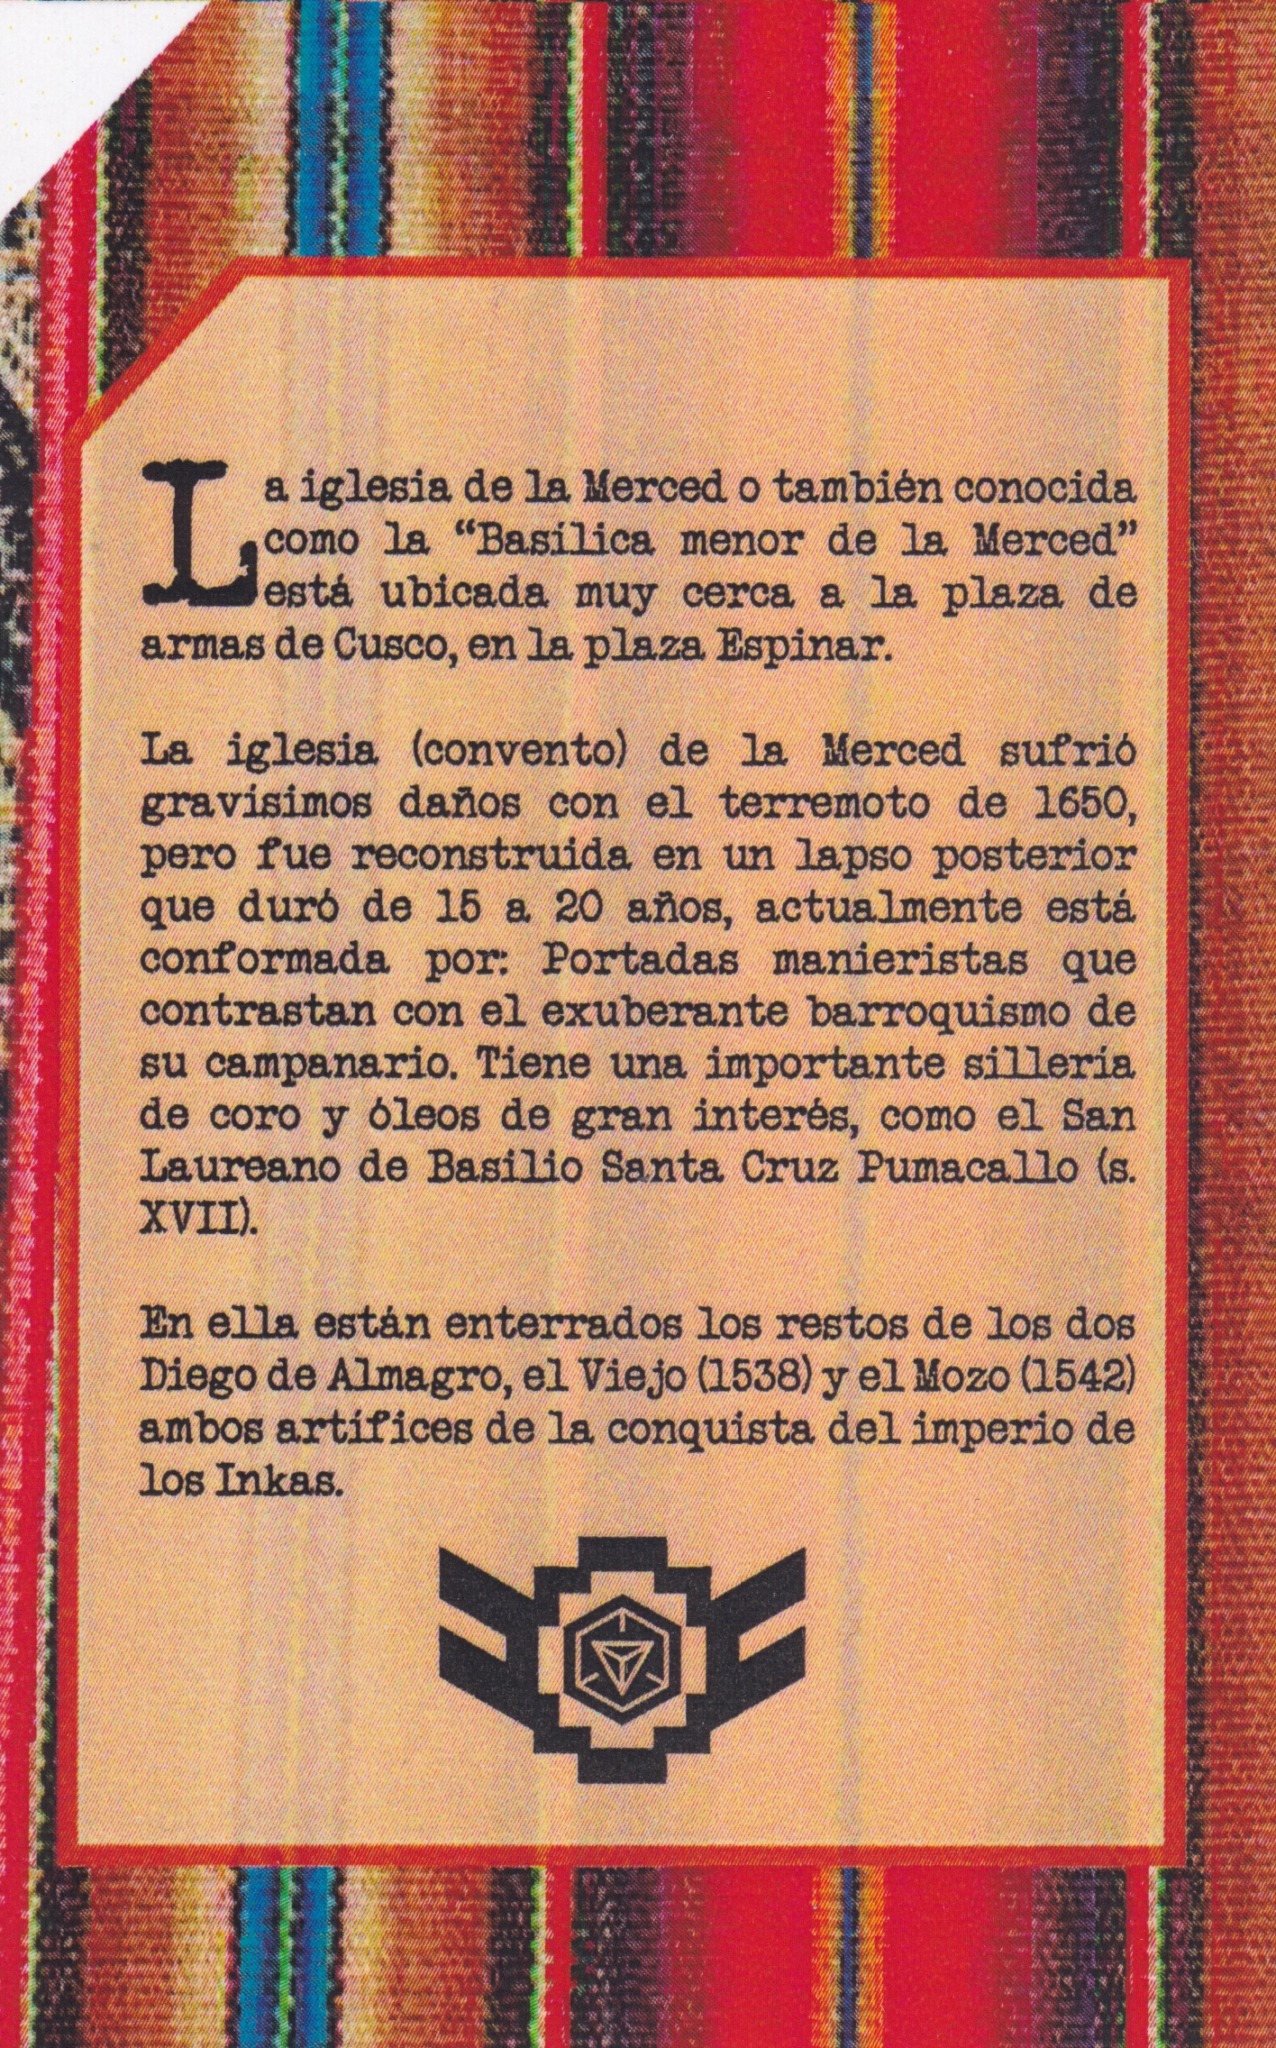 La iglesia de la Merced o también conocida
como la “Basílica menor de la Merced”
está ubicada muy cerca a la plaza de
armas de Cusco, en la plaza Espinar.
La iglesia (convento) de la Merced sufrió
gravísimos daños con el terremoto de 1650,
pero fue reconstruida en un lapso posterior
que duró de 15 a 20 años, actualmente está
conformada por: Portadas manieristas que
contrastan con el exuberante barroquismo de
su campanario. Tiene una importante sillería
de coro y óleos de gran interés, como el San
Laureano de Basilio Santa Cruz Pumacallo (s.
XVII).
En ella están enterrados los restos de los dos
Diego de Almagro, el Viejo (1538) y el Mozo (1542)
ambos artífices de la conquista del imperio de
los Inkas.